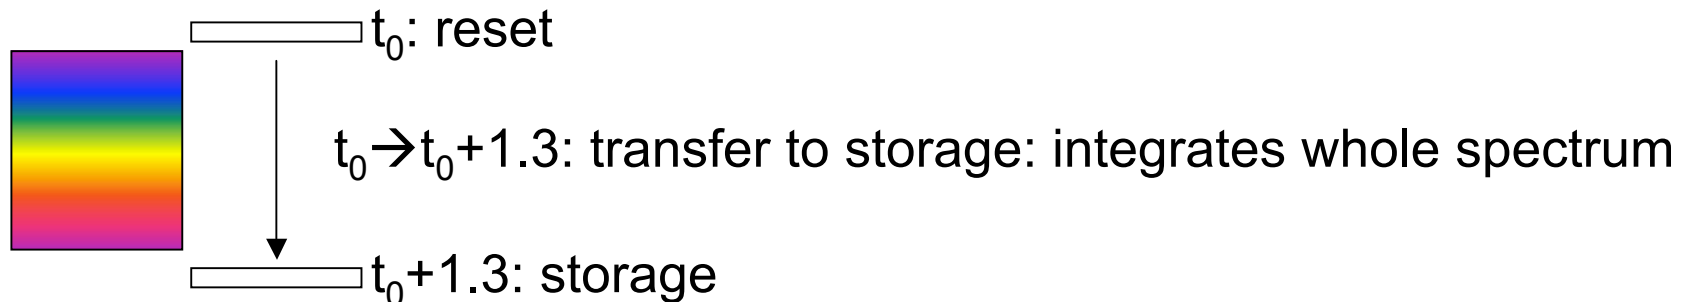 t₀: reset
t₀→t₀+1.3: transfer to storage: integrates whole spectrum
t₀+1.3: storage